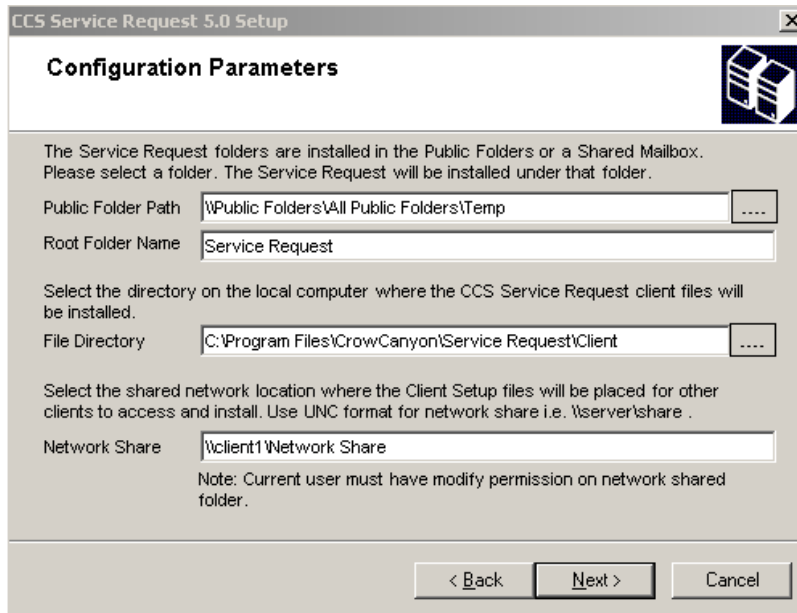 CCS Service Request 5.0 Setup
Configuration Parameters
The Service Request folders are installed in the Public Folders or a Shared Mailbox.
Please select a folder. The Service Request will be installed under that folder.
Public Folder Path \\Public Folders\All Public Folders\Temp ....
Root Folder Name Service Request
Select the directory on the local computer where the CCS Service Request client files will
be installed.
File Directory C:\Program Files\CrowCanyon\Service Request\Client ....
Select the shared network location where the Client Setup files will be placed for other
clients to access and install. Use UNC format for network share i.e. \\server\share .
Network Share \\client1\Network Share
Note: Current user must have modify permission on network shared
folder.
< Back Next > Cancel